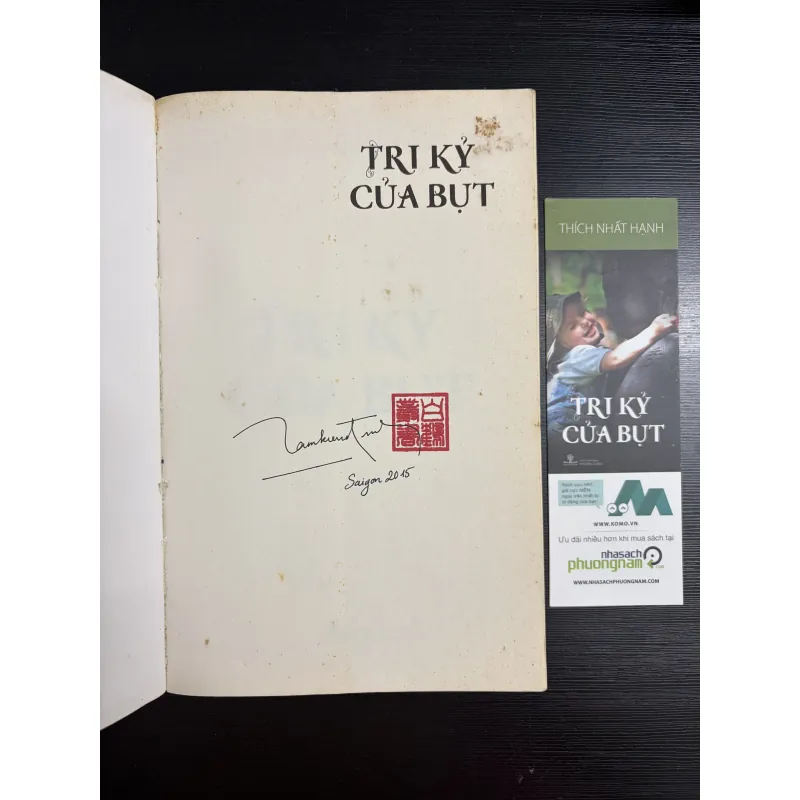 TRI KỶ
CỦA BỤT
Saigon 2015
THÍCH NHẤT HẠNH
TRI KỶ
CỦA BỤT
WWW.KOMO.VN
Ưu đãi nhiều hơn khi mua sách tại
nhasach
phuongnam.com
WWW.NHASACHPHUONGNAM.COM